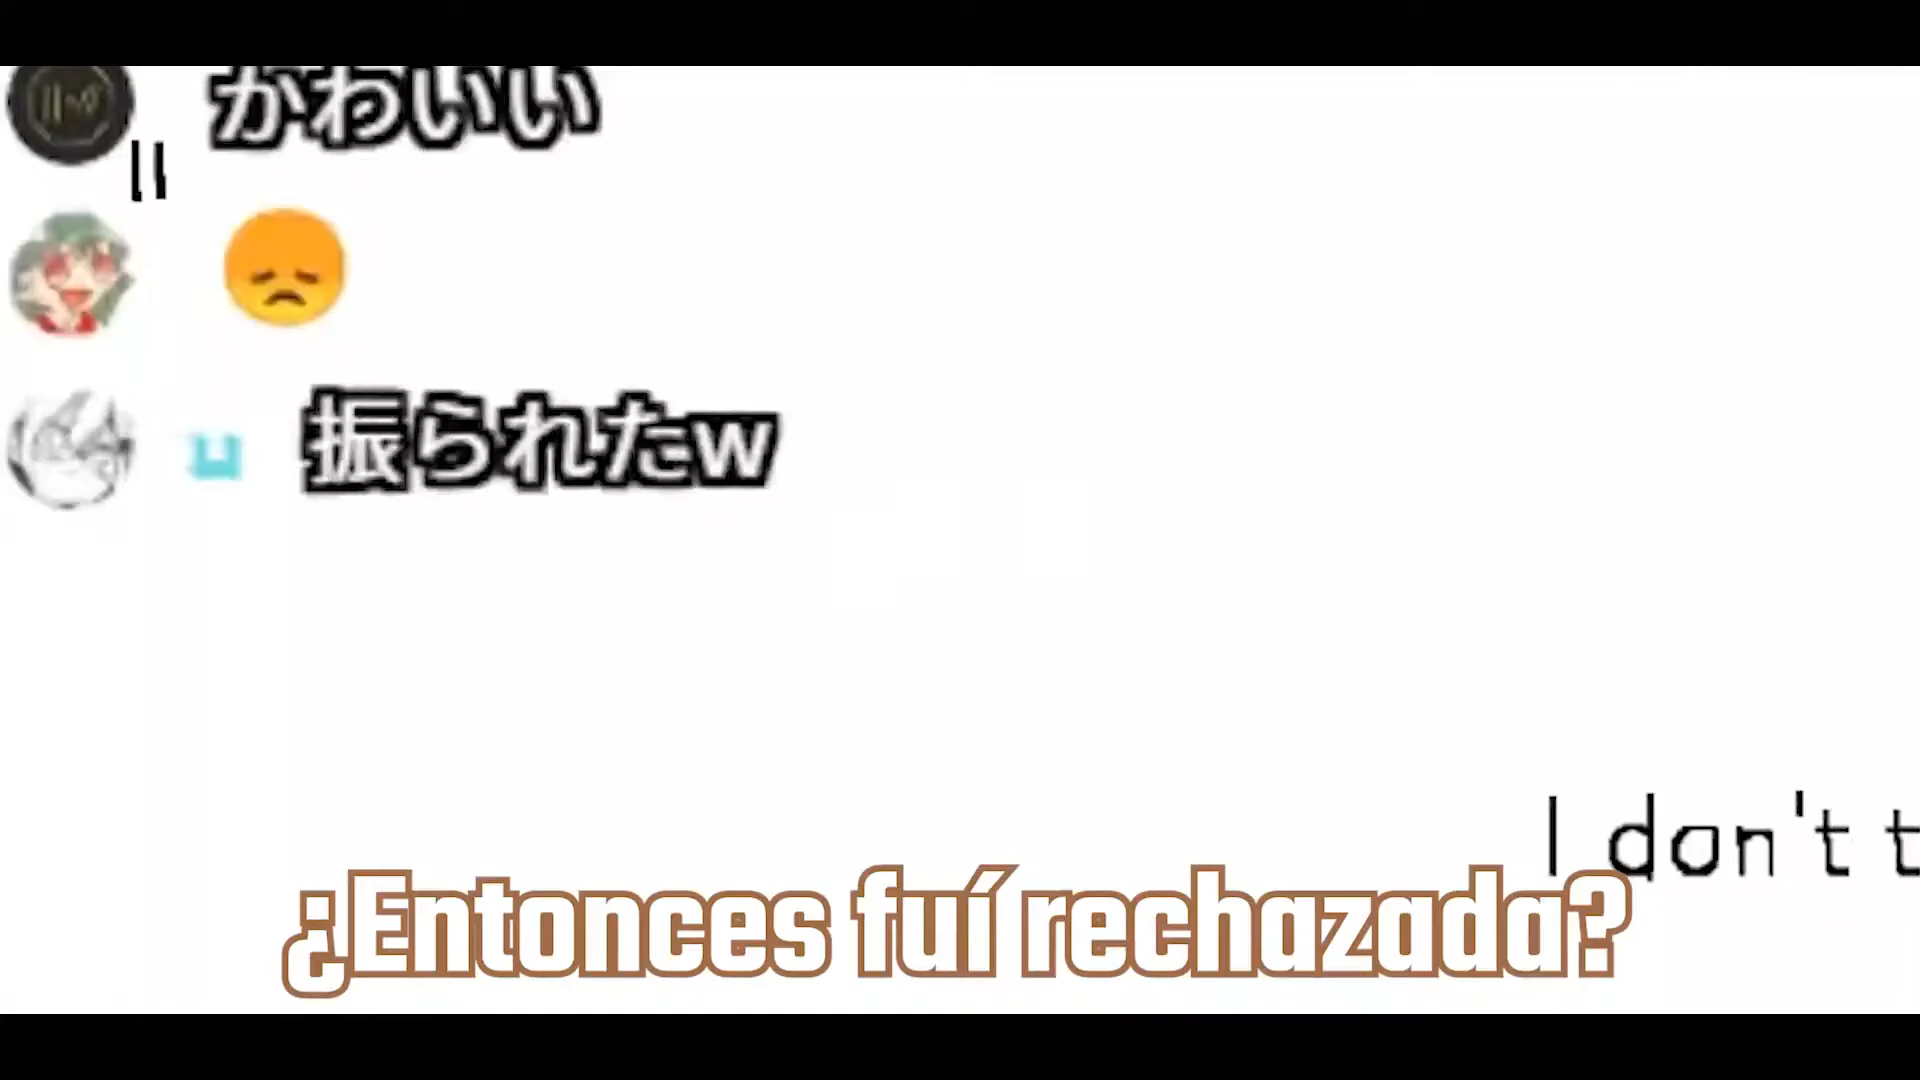 かわいい
😞
振られたw
I don't t
¿Entonces fuí rechazada?